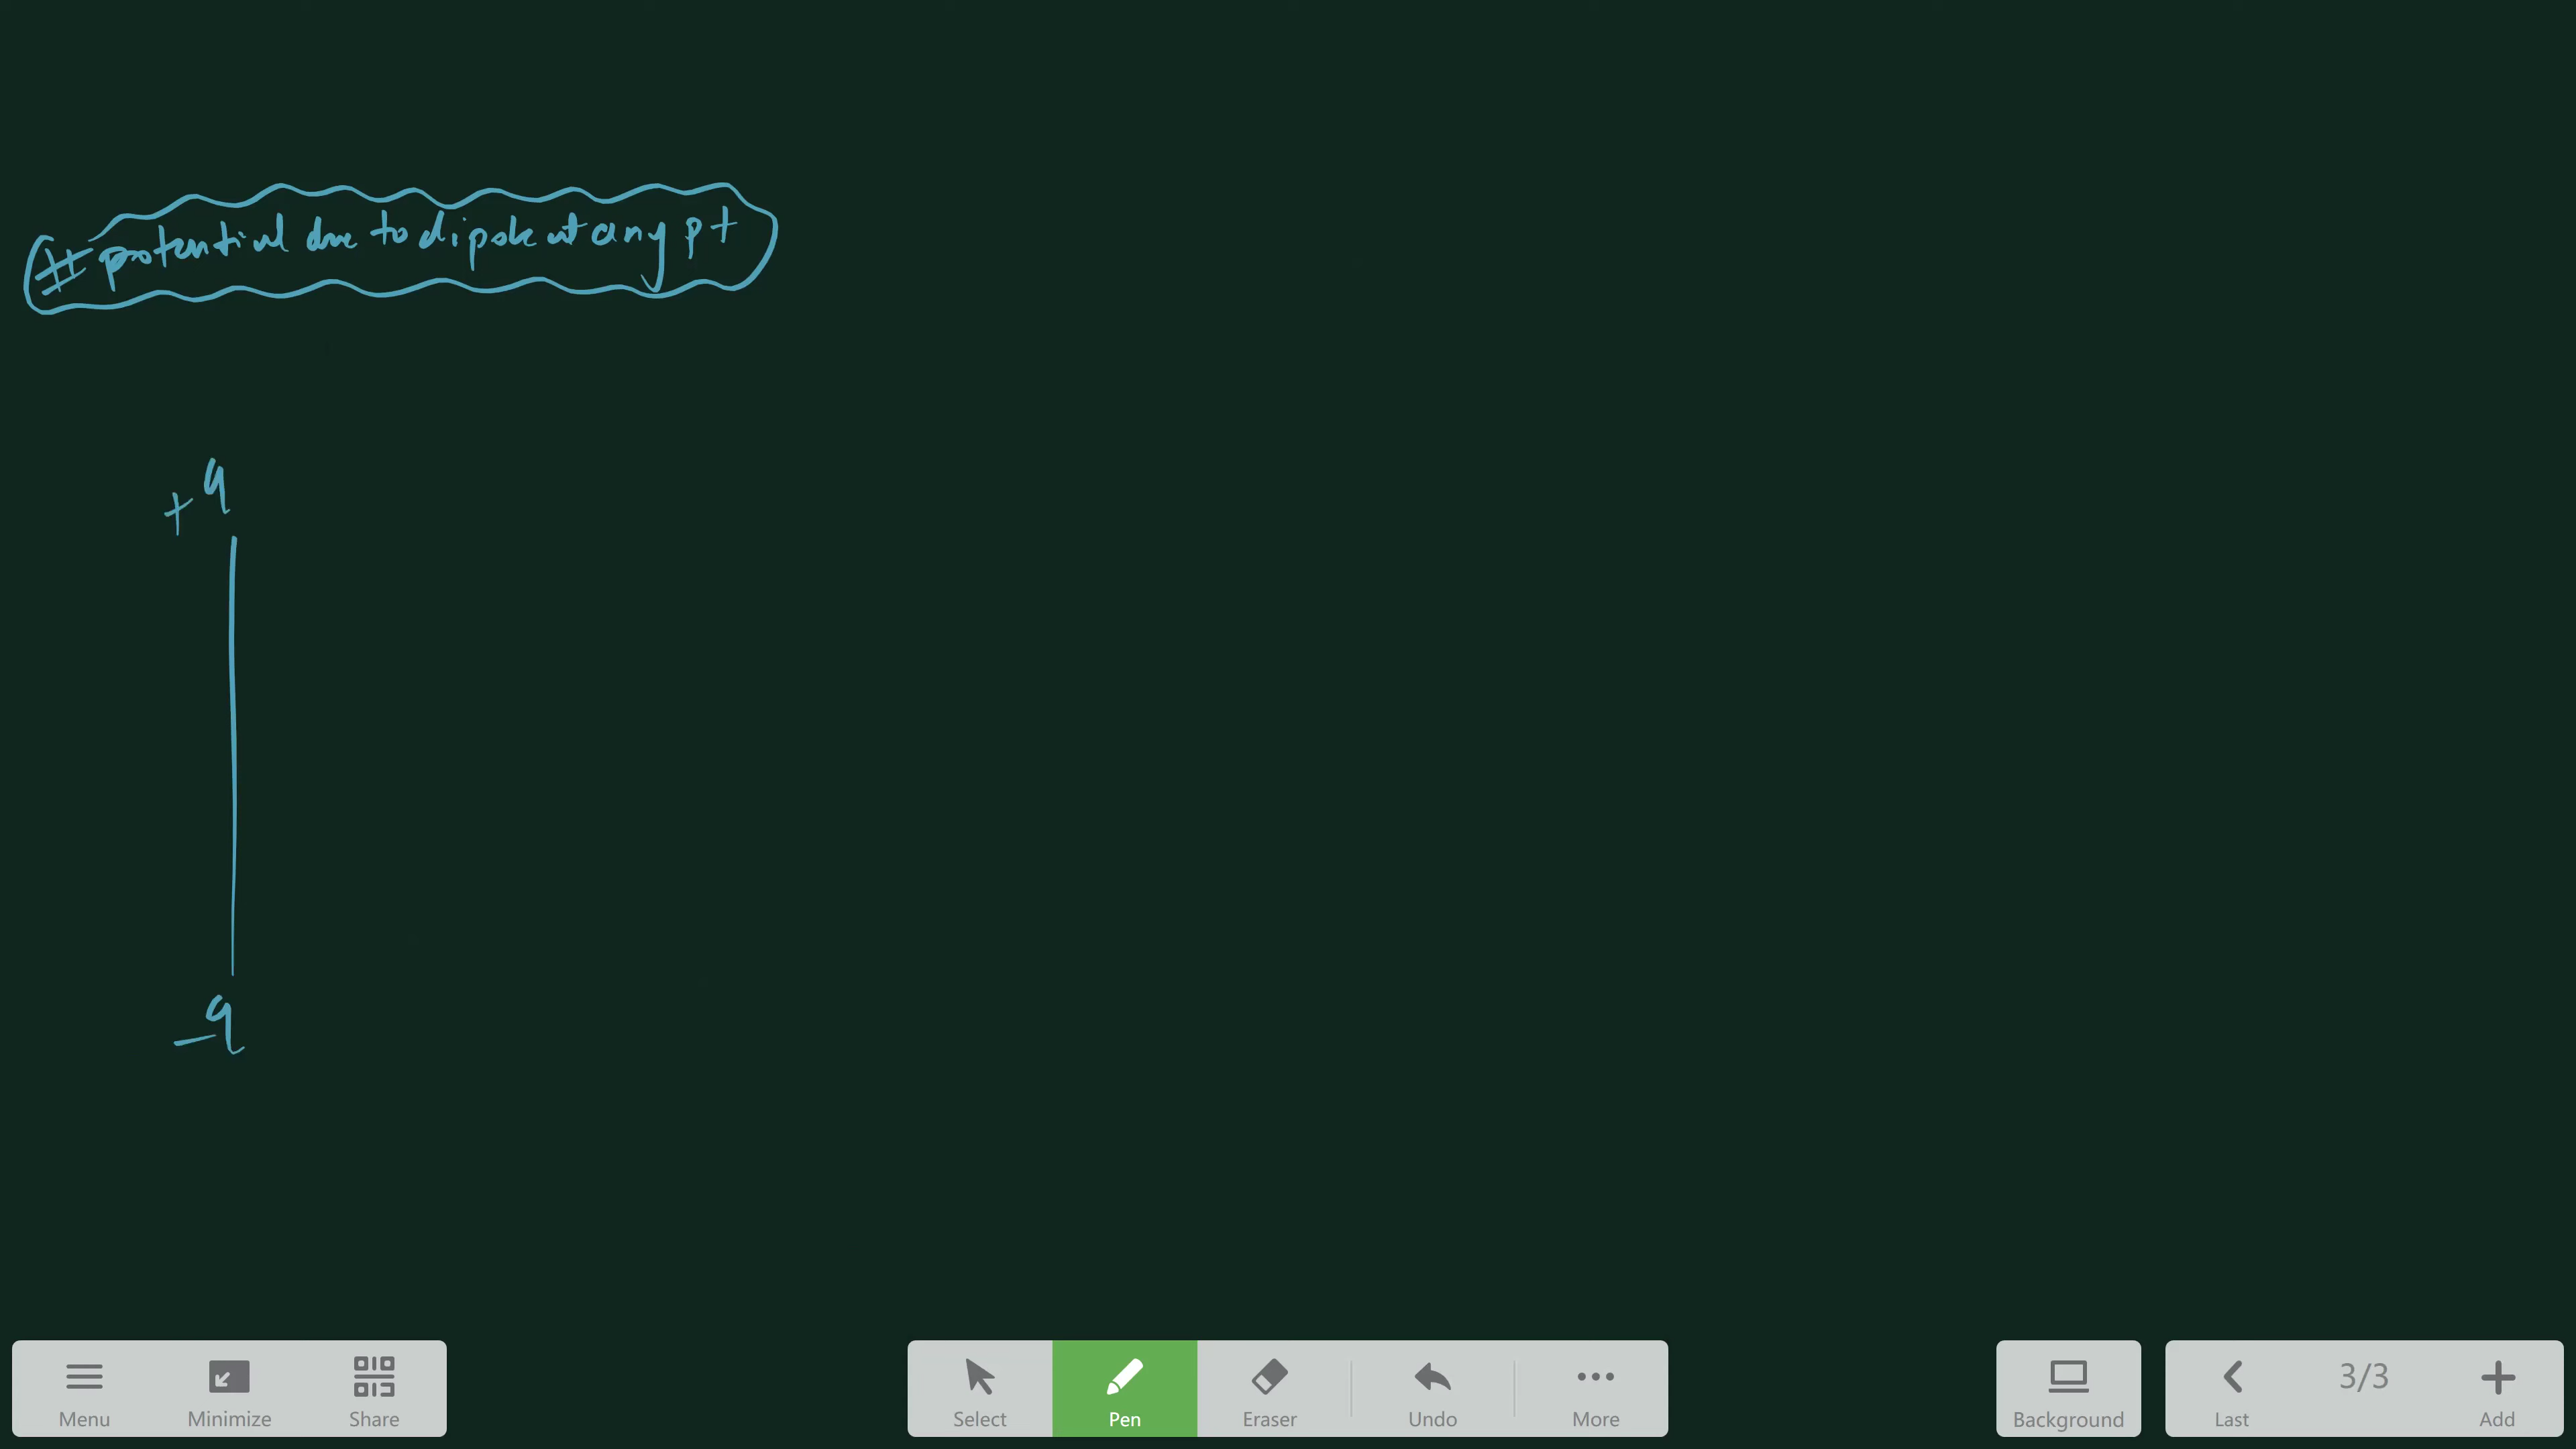 # potential due to dipole at any pt
+q
-q
Menu
Minimize
Share
Select
Pen
Eraser
Undo
More
Background
Last
3/3
Add